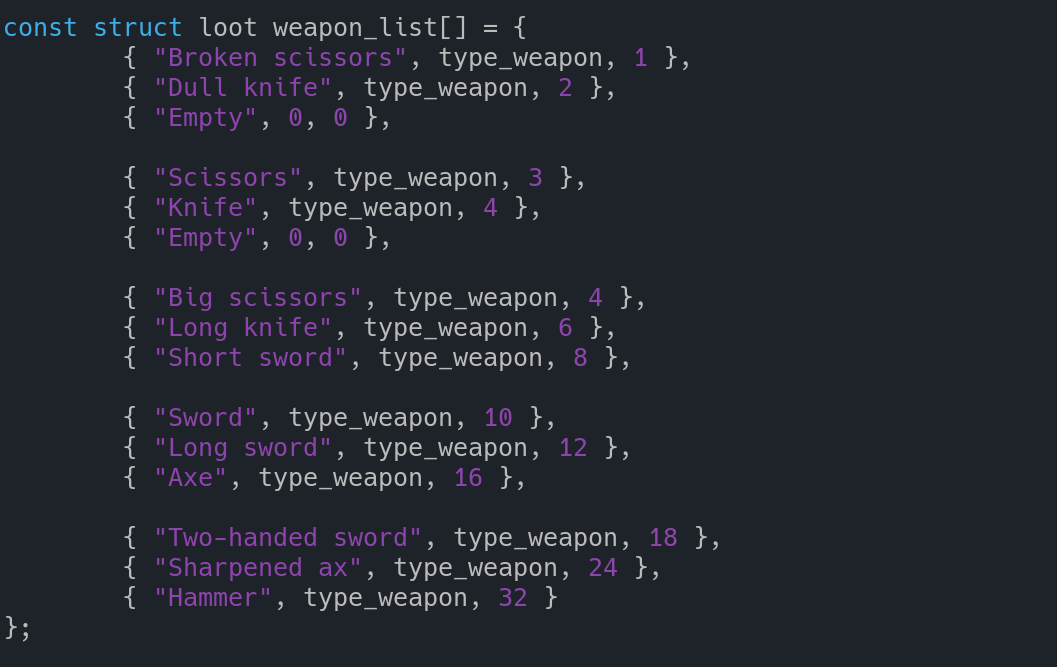 const struct loot weapon_list[] = {
        { "Broken scissors", type_weapon, 1 },
        { "Dull knife", type_weapon, 2 },
        { "Empty", 0, 0 },

        { "Scissors", type_weapon, 3 },
        { "Knife", type_weapon, 4 },
        { "Empty", 0, 0 },

        { "Big scissors", type_weapon, 4 },
        { "Long knife", type_weapon, 6 },
        { "Short sword", type_weapon, 8 },

        { "Sword", type_weapon, 10 },
        { "Long sword", type_weapon, 12 },
        { "Axe", type_weapon, 16 },

        { "Two-handed sword", type_weapon, 18 },
        { "Sharpened ax", type_weapon, 24 },
        { "Hammer", type_weapon, 32 }
};